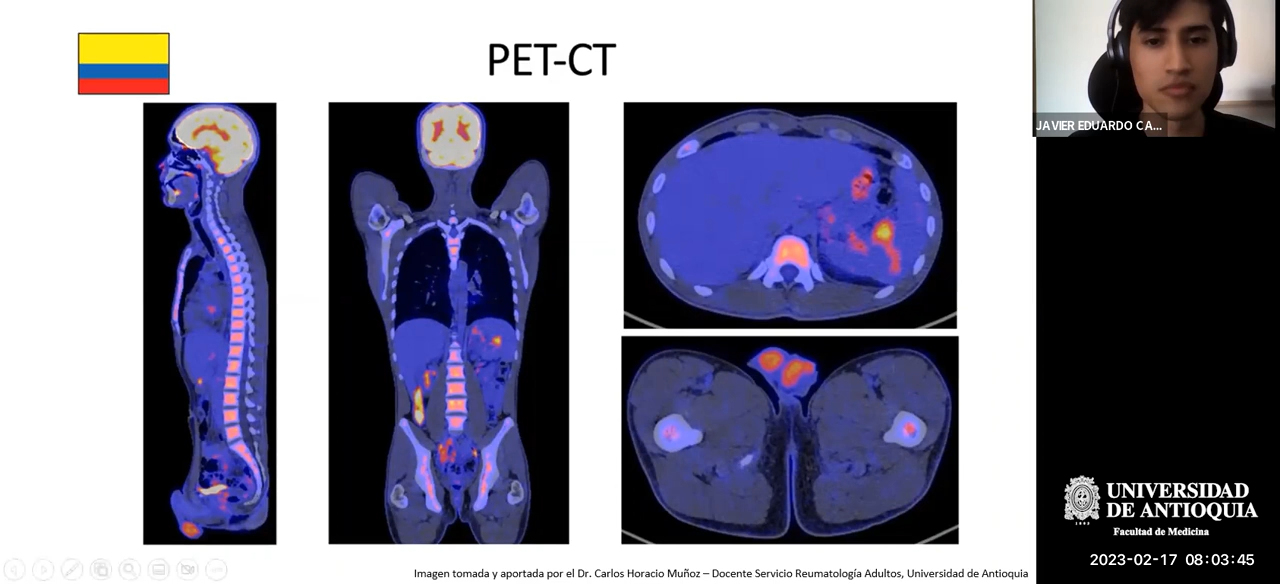 PET-CT
JAVIER EDUARDO CA...
UNIVERSIDAD
DE ANTIOQUIA
1803
Facultad de Medicina
2023-02-17 08:03:45
Imagen tomada y aportada por el Dr. Carlos Horacio Muñoz – Docente Servicio Reumatología Adultos, Universidad de Antioquia